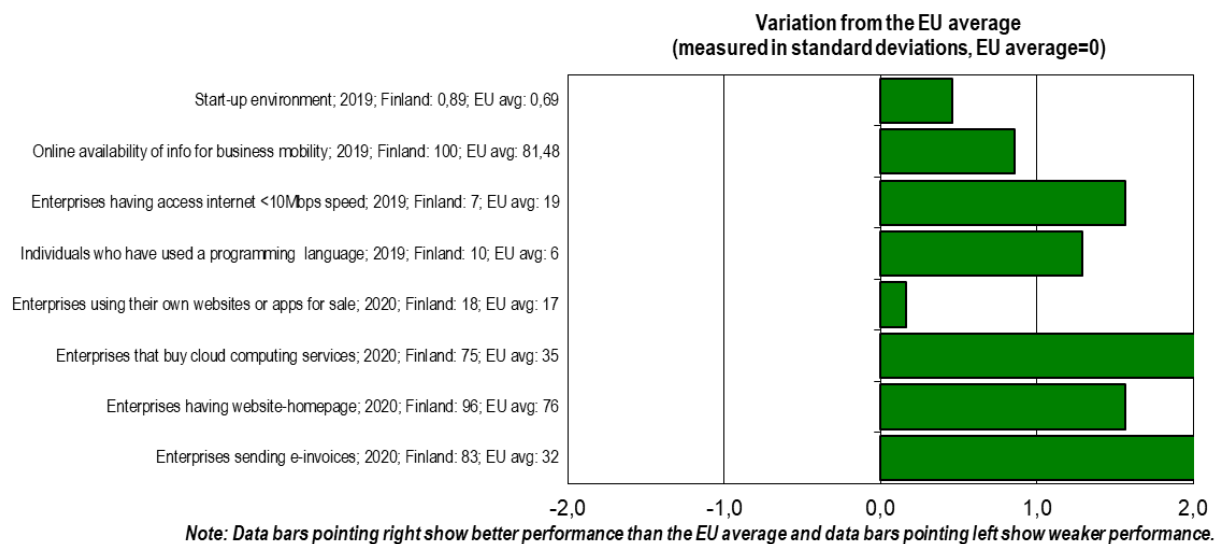 Variation from the EU average
(measured in standard deviations, EU average=0)
Start-up environment; 2019; Finland: 0,89; EU avg: 0,69
Online availability of info for business mobility; 2019; Finland: 100; EU avg: 81,48
Enterprises having access internet <10Mbps speed; 2019; Finland: 7; EU avg: 19
Individuals who have used a programming language; 2019; Finland: 10; EU avg: 6
Enterprises using their own websites or apps for sale; 2020; Finland: 18; EU avg: 17
Enterprises that buy cloud computing services; 2020; Finland: 75; EU avg: 35
Enterprises having website-homepage; 2020; Finland: 96; EU avg: 76
Enterprises sending e-invoices; 2020; Finland: 83; EU avg: 32
-2,0 -1,0 0,0 1,0 2,0
Note: Data bars pointing right show better performance than the EU average and data bars pointing left show weaker performance.